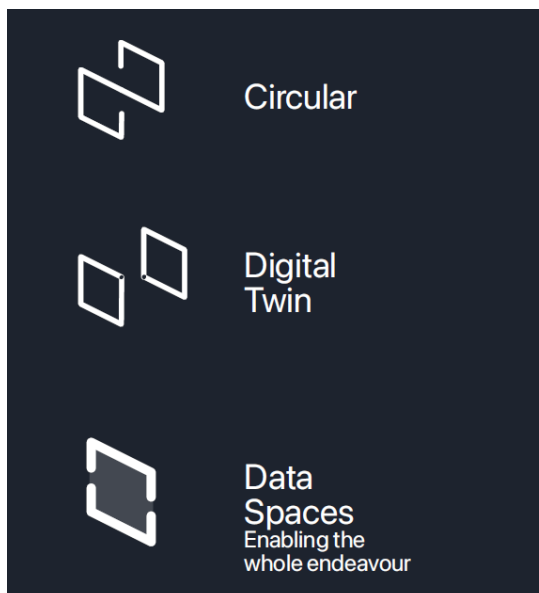 Circular
Digital
Twin
Data
Spaces
Enabling the
whole endeavour